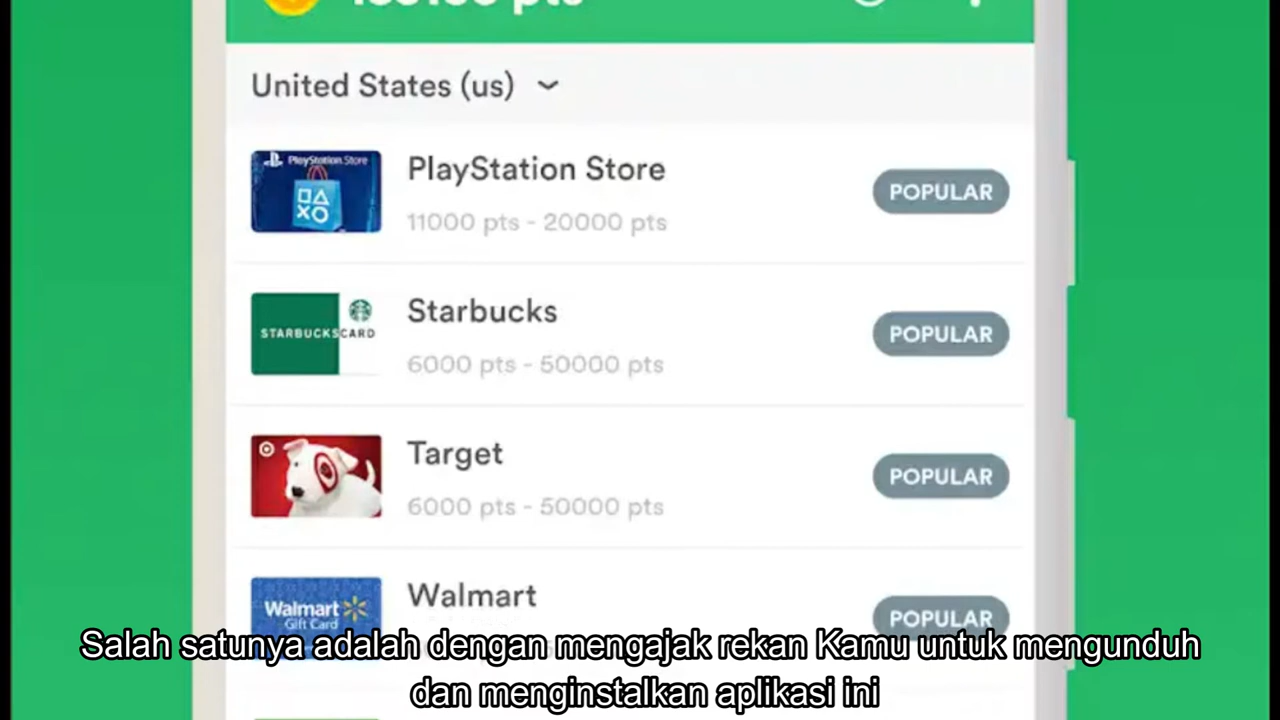 United States (us)
PlayStation Store
PlayStation Store
11000 pts - 20000 pts
POPULAR
STARBUCKS CARD
Starbucks
6000 pts - 50000 pts
POPULAR
Target
6000 pts - 50000 pts
POPULAR
Walmart
Gift Card
Walmart
POPULAR
Salah satunya adalah dengan mengajak rekan Kamu untuk mengunduh
dan menginstalkan aplikasi ini